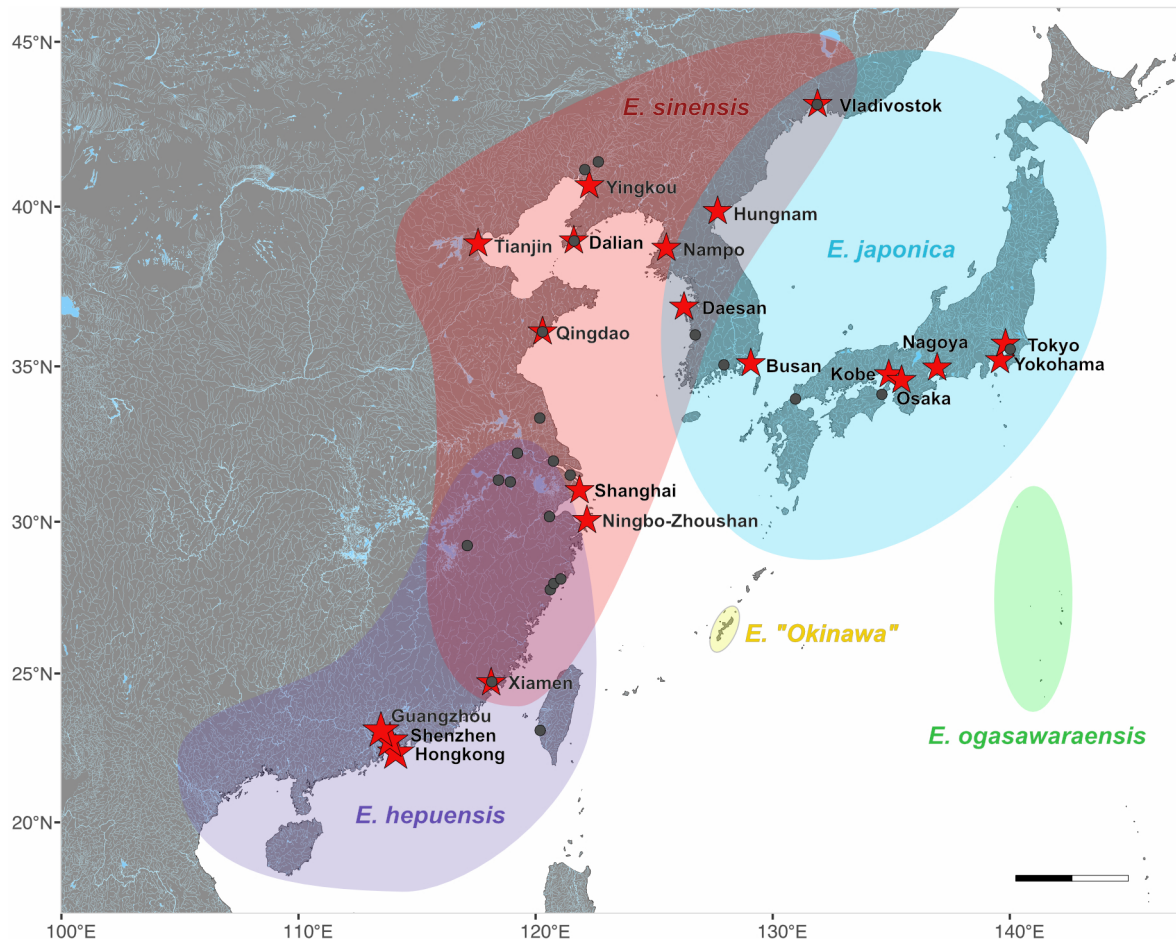 45°N
E. sinensis
Vladivostok
Yingkou
40°N
Hungnam
Tianjin
Dalian
Nampo
E. japonica
Daesan
Qingdao
Nagoya
Tokyo
35°N
Busan
Kobe
Yokohama
Osaka
Shanghai
30°N
Ningbo-Zhoushan
E. "Okinawa"
25°N
Xiamen
Guangzhou
E. ogasawaraensis
Shenzhen
Hongkong
E. hepuensis
20°N
100°E
110°E
120°E
130°E
140°E